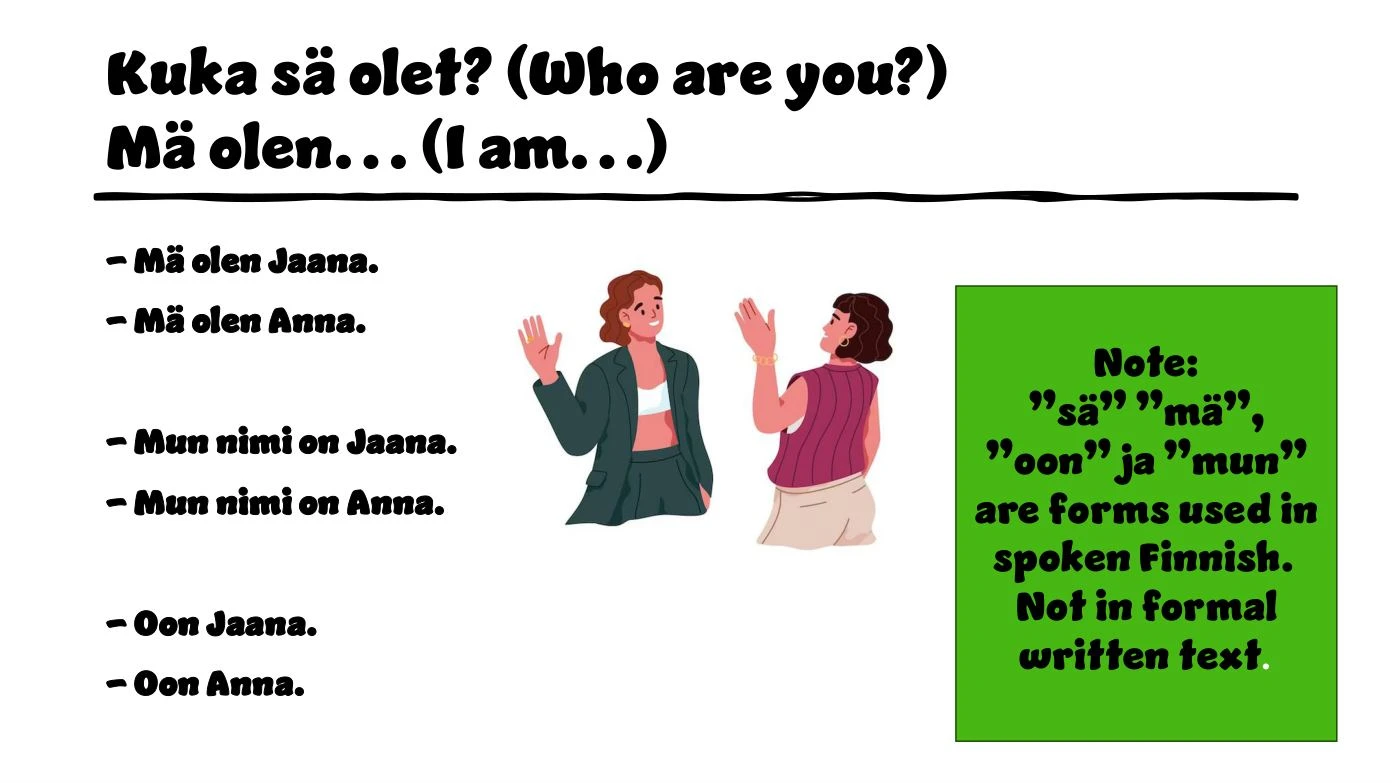 Kuka sä olet? (Who are you?)
Mä olen... (I am...)
– Mä olen Jaana.
– Mä olen Anna.
– Mun nimi on Jaana.
– Mun nimi on Anna.
– Oon Jaana.
– Oon Anna.
Note:
”sä” ”mä”,
”oon” ja ”mun”
are forms used in
spoken Finnish.
Not in formal
written text.